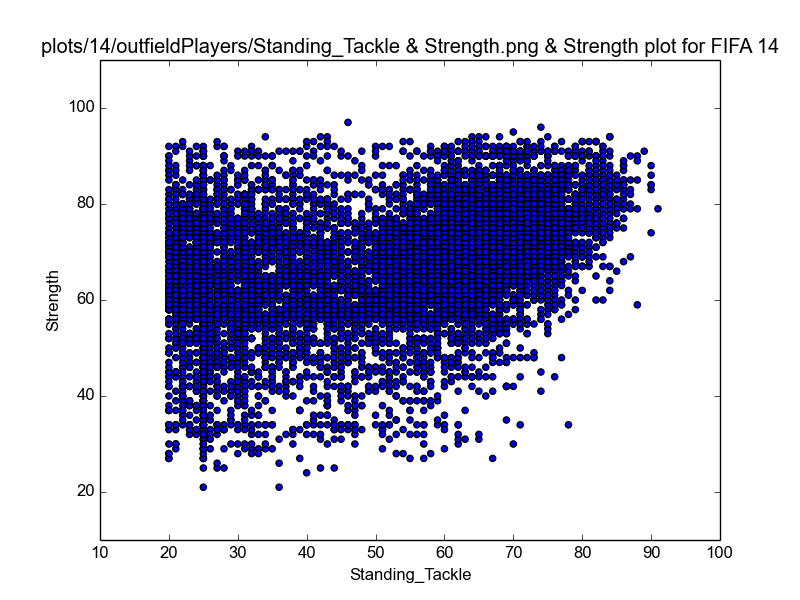 plots/14/outfieldPlayers/Standing_Tackle & Strength.png & Strength plot for FIFA 14
100
80
60
40
20
Strength
10 20 30 40 50 60 70 80 90 100
Standing_Tackle